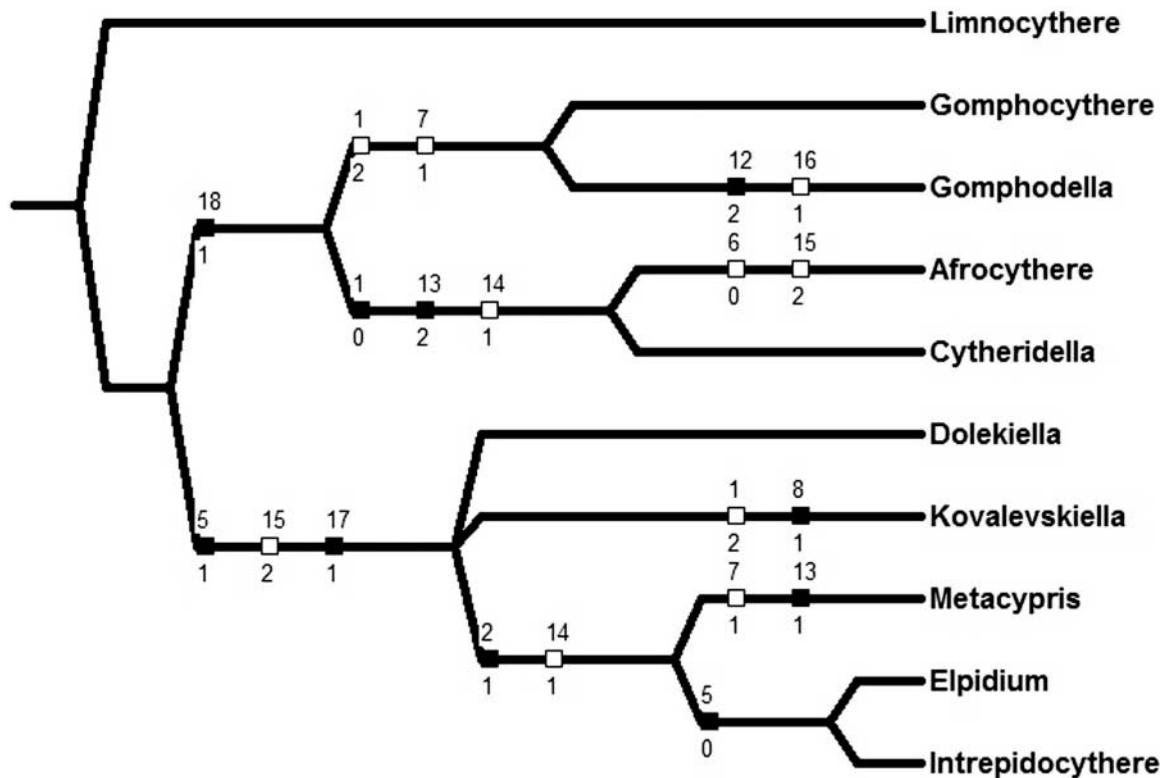 Limnocythere
1 7
Gomphocythere
2 1
12 16
Gomphodella
2 1
18
1
6 15
Afrocythere
0 2
1 13 14
0 2 1
Cytheridella
Dolekiella
5 15 17
1 2 1
1 8
Kovalevskiella
2 1
7 13
Metacypris
1 1
2 14
1 1
Elpidium
5
0
Intrepidocythere